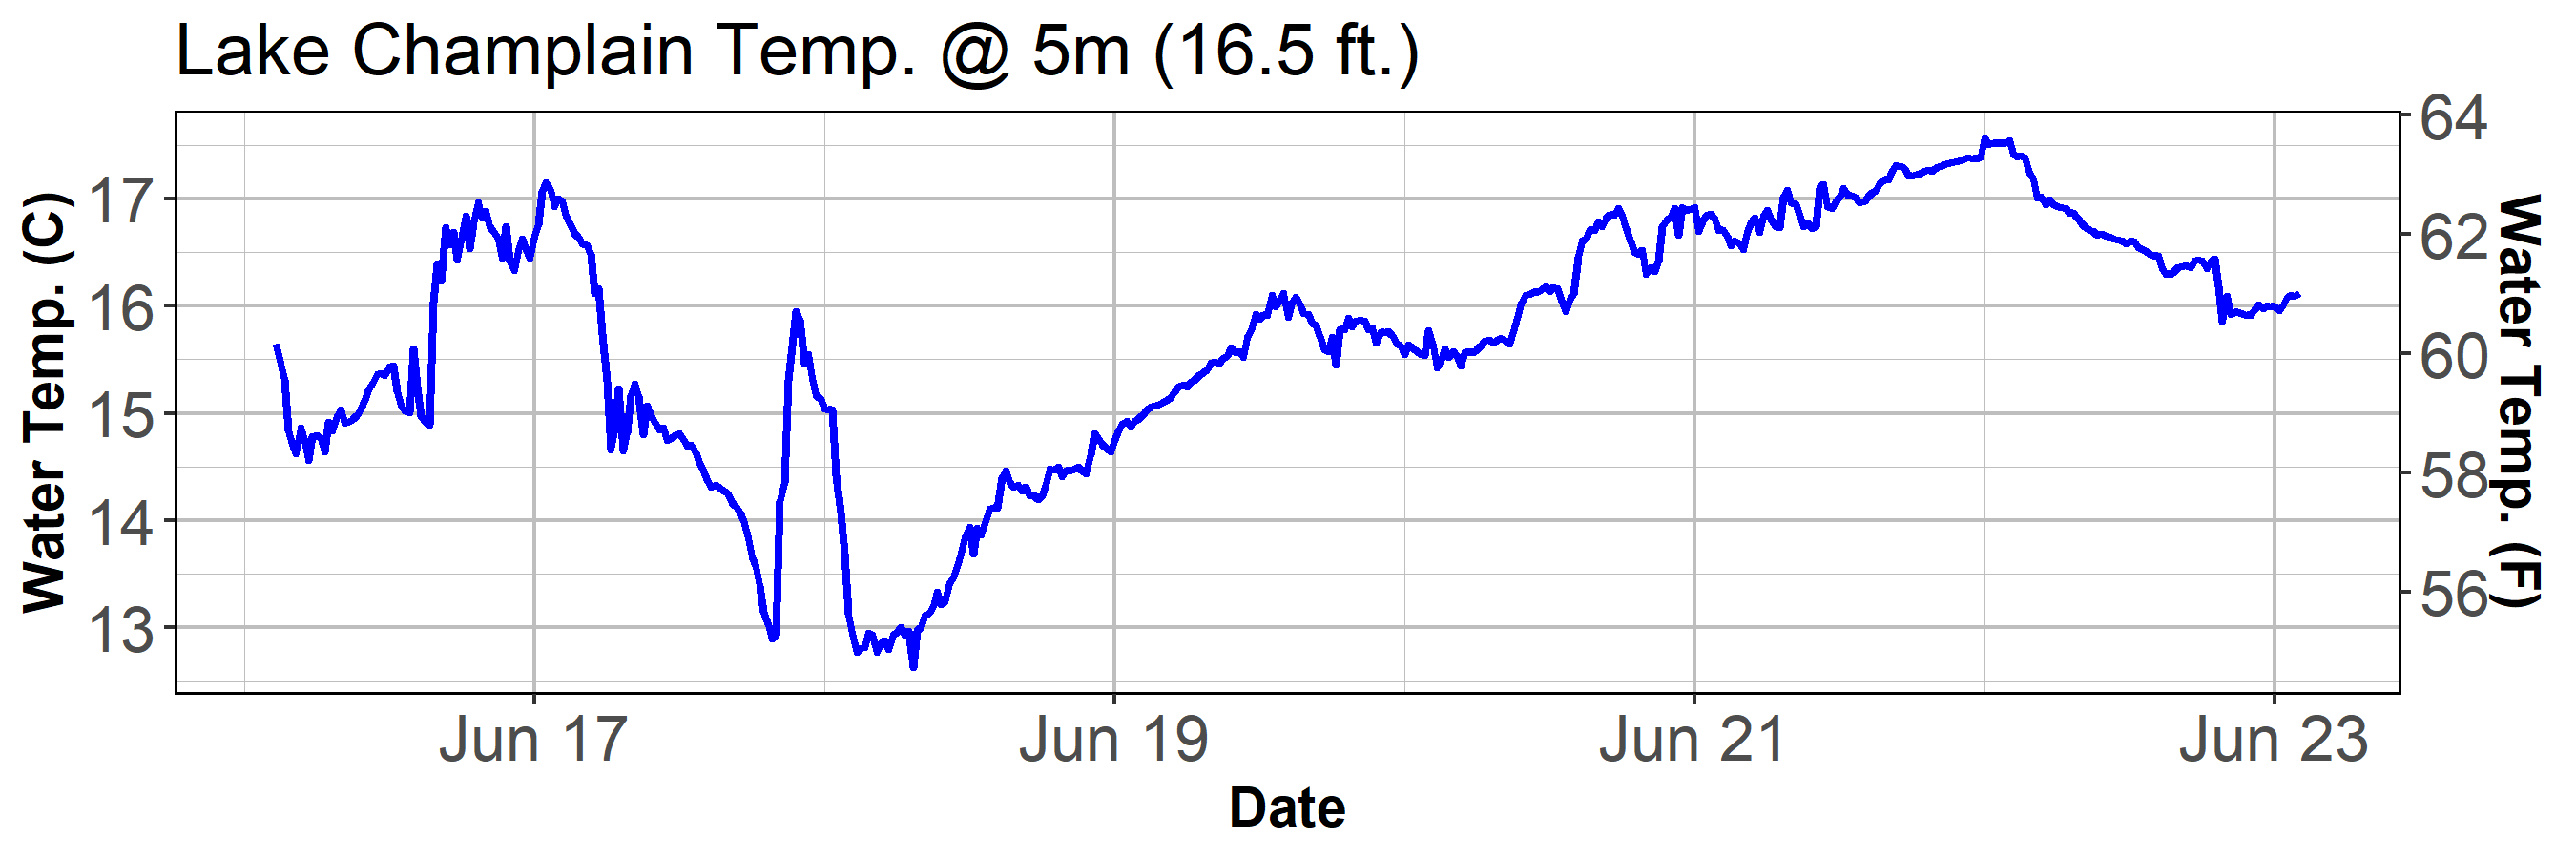 Lake Champlain Temp. @ 5m (16.5 ft.)
Water Temp. (C)
17
16
15
14
13
64
62
60
58
56
Water Temp. (F)
Jun 17
Jun 19
Jun 21
Jun 23
Date